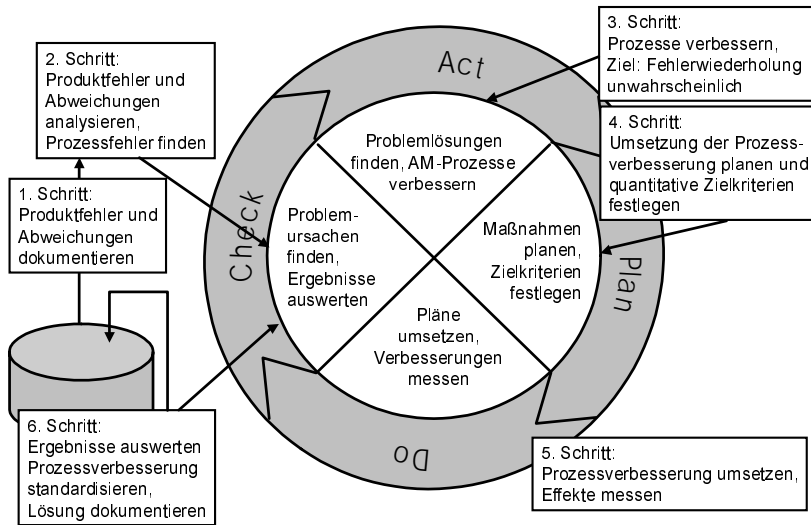 1. Schritt:
Produktfehler und
Abweichungen
dokumentieren
2. Schritt:
Produktfehler und
Abweichungen
analysieren,
Prozessfehler finden
3. Schritt:
Prozesse verbessern,
Ziel: Fehlerwiederholung
unwahrscheinlich
4. Schritt:
Umsetzung der Prozess-
verbesserung planen und
quantitative Zielkriterien
festlegen
5. Schritt:
Prozessverbesserung umsetzen,
Effekte messen
6. Schritt:
Ergebnisse auswerten
Prozessverbesserung
standardisieren,
Lösung dokumentieren
Act
Plan
Do
Check
Problemlösungen
finden, AM-Prozesse
verbessern
Maßnahmen
planen,
Zielkriterien
festlegen
Pläne
umsetzen,
Verbesserungen
messen
Problem-
ursachen
finden,
Ergebnisse
auswerten